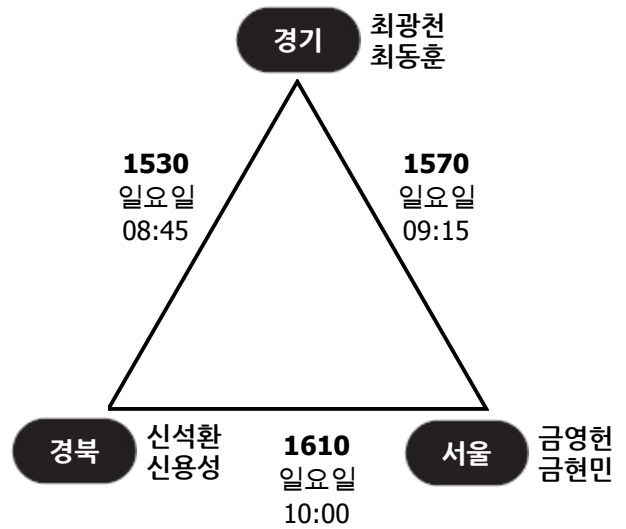 경기
최광천
최동훈
1530
일요일
08:45
1570
일요일
09:15
경북
신석환
신용성
1610
일요일
10:00
서울
금영헌
금현민